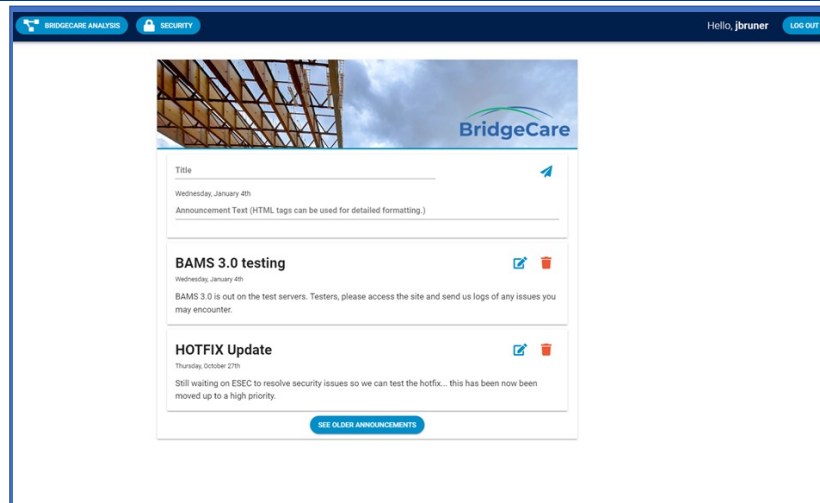 BRIDGECARE ANALYSIS
SECURITY
Hello, jbruner
LOG OUT
BridgeCare
Title
Wednesday, January 4th
Announcement Text (HTML tags can be used for detailed formatting.)
BAMS 3.0 testing
Wednesday, January 4th
BAMS 3.0 is out on the test servers. Testers, please access the site and send us logs of any issues you
may encounter.
HOTFIX Update
Thursday, October 27th
Still waiting on ESEC to resolve security issues so we can test the hotfix... this has been now been
moved up to a high priority.
SEE OLDER ANNOUNCEMENTS